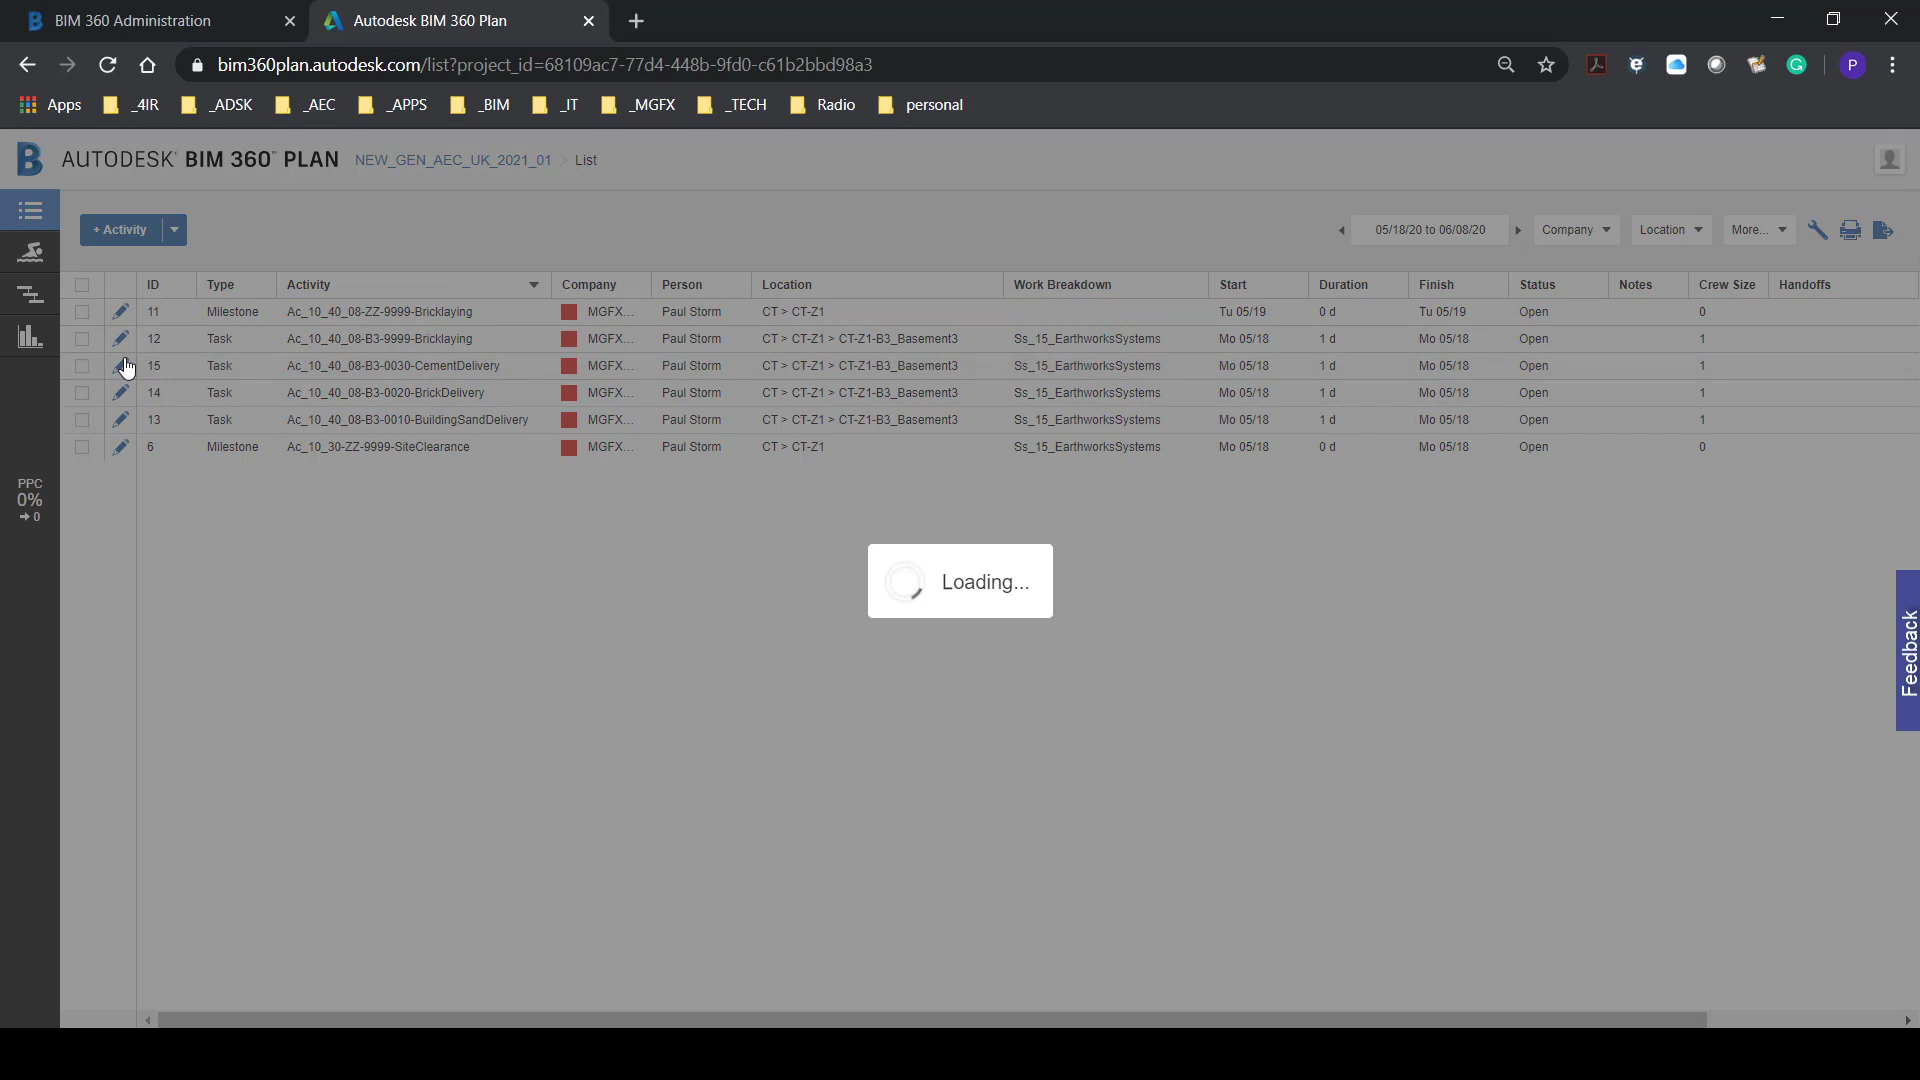 BIM 360 Administration
Autodesk BIM 360 Plan
bim360plan.autodesk.com/list?project_id=68109ac7-77d4-448b-9fd0-c61b2bbd98a3
P
Apps _4IR _ADSK _AEC _APPS _BIM _IT _MGFX _TECH Radio personal
AUTODESK BIM 360 PLAN NEW_GEN_AEC_UK_2021_01 List
+ Activity 05/18/20 to 06/08/20 Company Location More...
ID Type Activity Company Person Location Work Breakdown Start Duration Finish Status Notes Crew Size Handoffs
11 Milestone Ac_10_40_08-ZZ-9999-Bricklaying MGFX... Paul Storm CT > CT-Z1 Tu 05/19 0 d Tu 05/19 Open 0
12 Task Ac_10_40_08-B3-9999-Bricklaying MGFX... Paul Storm CT > CT-Z1 > CT-Z1-B3_Basement3 Ss_15_EarthworksSystems Mo 05/18 1 d Mo 05/18 Open 1
15 Task Ac_10_40_08-B3-0030-CementDelivery MGFX... Paul Storm CT > CT-Z1 > CT-Z1-B3_Basement3 Ss_15_EarthworksSystems Mo 05/18 1 d Mo 05/18 Open 1
14 Task Ac_10_40_08-B3-0020-BrickDelivery MGFX... Paul Storm CT > CT-Z1 > CT-Z1-B3_Basement3 Ss_15_EarthworksSystems Mo 05/18 1 d Mo 05/18 Open 1
13 Task Ac_10_40_08-B3-0010-BuildingSandDelivery MGFX... Paul Storm CT > CT-Z1 > CT-Z1-B3_Basement3 Ss_15_EarthworksSystems Mo 05/18 1 d Mo 05/18 Open 1
6 Milestone Ac_10_30-ZZ-9999-SiteClearance MGFX... Paul Storm CT > CT-Z1 Ss_15_EarthworksSystems Mo 05/18 0 d Mo 05/18 Open 0
PPC
0%
0
Loading...
Feedback